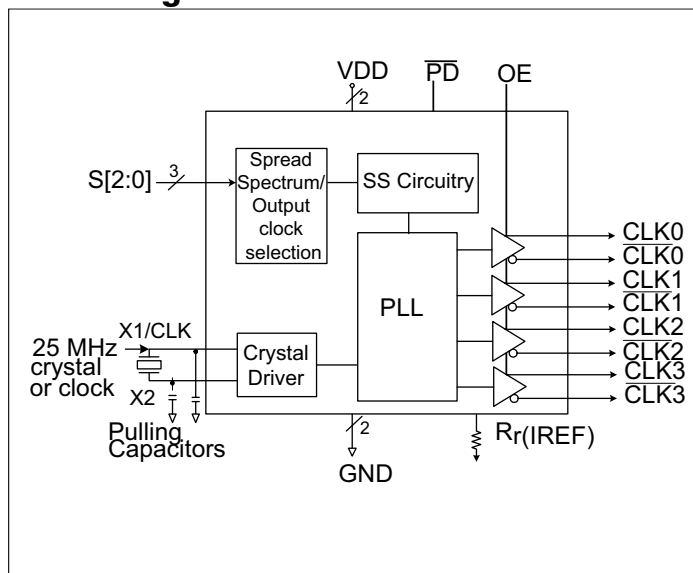 VDD
PD
OE
2
S[2:0]
3
Spread
Spectrum/
Output
clock
selection
SS Circuitry
CLK0
CLK0
CLK1
CLK1
CLK2
CLK2
CLK3
CLK3
PLL
X1/CLK
25 MHz
crystal
or clock
Crystal
Driver
X2
Pulling
Capacitors
2
GND
Rr(IREF)